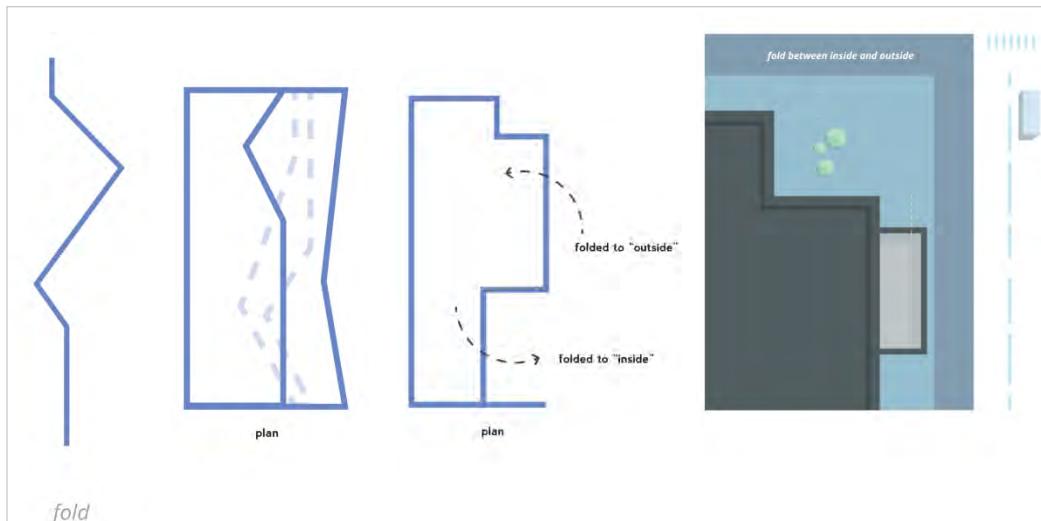 fold between inside and outside
folded to "outside"
folded to "inside"
plan
plan
fold